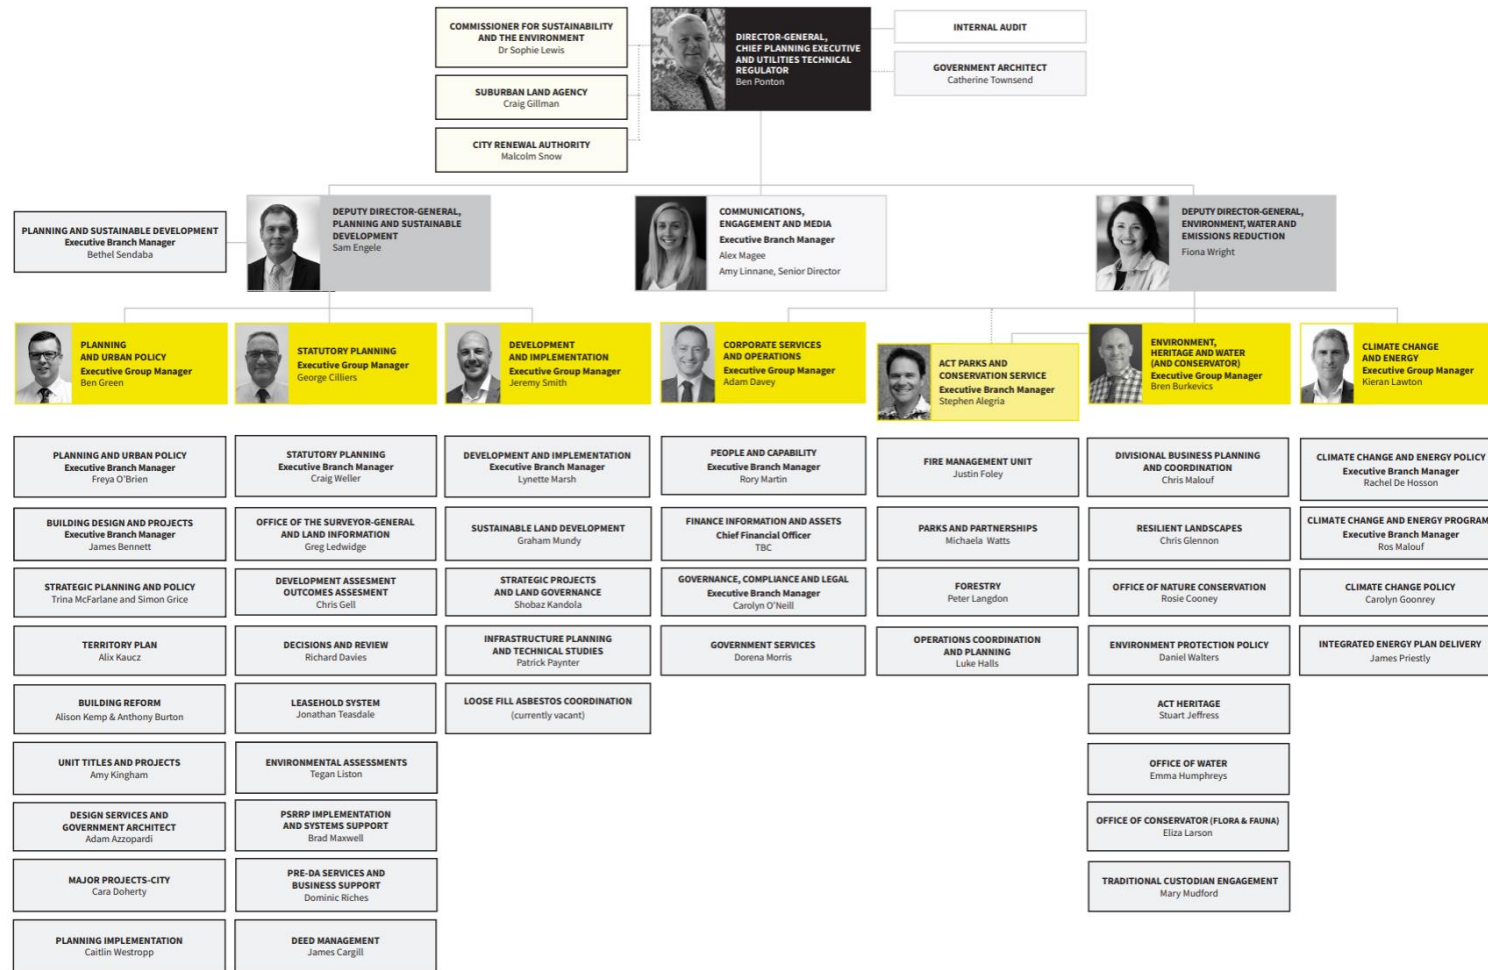 COMMISSIONER FOR SUSTAINABILITY
AND THE ENVIRONMENT
Dr Sophie Lewis
SUBURBAN LAND AGENCY
Craig Gillman
CITY RENEWAL AUTHORITY
Malcolm Snow
DIRECTOR-GENERAL,
CHIEF PLANNING EXECUTIVE
AND UTILITIES TECHNICAL
REGULATOR
Ben Ponton
INTERNAL AUDIT
GOVERNMENT ARCHITECT
Catherine Townsend
PLANNING AND SUSTAINABLE DEVELOPMENT
Executive Branch Manager
Bethel Sendaba
DEPUTY DIRECTOR-GENERAL,
PLANNING AND SUSTAINABLE
DEVELOPMENT
Sam Engele
COMMUNICATIONS,
ENGAGEMENT AND MEDIA
Executive Branch Manager
Alex Magee
Amy Linnane, Senior Director
DEPUTY DIRECTOR-GENERAL,
ENVIRONMENT, WATER AND
EMISSIONS REDUCTION
Fiona Wright
PLANNING
AND URBAN POLICY
Executive Group Manager
Ben Green
STATUTORY PLANNING
Executive Group Manager
George Cilliers
DEVELOPMENT
AND IMPLEMENTATION
Executive Group Manager
Jeremy Smith
CORPORATE SERVICES
AND OPERATIONS
Executive Group Manager
Adam Davey
ACT PARKS AND
CONSERVATION SERVICE
Executive Branch Manager
Stephen Alegria
ENVIRONMENT,
HERITAGE AND WATER
(AND CONSERVATOR)
Executive Group Manager
Bren Burkevics
CLIMATE CHANGE
AND ENERGY
Executive Group Manager
Kieran Lawton
PLANNING AND URBAN POLICY
Executive Branch Manager
Freya O'Brien
BUILDING DESIGN AND PROJECTS
Executive Branch Manager
James Bennett
STRATEGIC PLANNING AND POLICY
Trina McFarlane and Simon Grice
TERRITORY PLAN
Alix Kaucz
BUILDING REFORM
Alison Kemp & Anthony Burton
UNIT TITLES AND PROJECTS
Amy Kingham
DESIGN SERVICES AND
GOVERNMENT ARCHITECT
Adam Azzopardi
MAJOR PROJECTS-CITY
Cara Doherty
PLANNING IMPLEMENTATION
Caitlin Westropp
STATUTORY PLANNING
Executive Branch Manager
Craig Weller
OFFICE OF THE SURVEYOR-GENERAL
AND LAND INFORMATION
Greg Ledwidge
DEVELOPMENT ASSESMENT
OUTCOMES ASSESMENT
Chris Gell
DECISIONS AND REVIEW
Richard Davies
LEASEHOLD SYSTEM
Jonathan Teasdale
ENVIRONMENTAL ASSESSMENTS
Tegan Liston
PSRRP IMPLEMENTATION
AND SYSTEMS SUPPORT
Brad Maxwell
PRE-DA SERVICES AND
BUSINESS SUPPORT
Dominic Riches
DEED MANAGEMENT
James Cargill
DEVELOPMENT AND IMPLEMENTATION
Executive Branch Manager
Lynette Marsh
SUSTAINABLE LAND DEVELOPMENT
Graham Mundy
STRATEGIC PROJECTS
AND LAND GOVERNANCE
Shobaz Kandola
INFRASTRUCTURE PLANNING
AND TECHNICAL STUDIES
Patrick Paynter
LOOSE FILL ASBESTOS COORDINATION
(currently vacant)
PEOPLE AND CAPABILITY
Executive Branch Manager
Rory Martin
FINANCE INFORMATION AND ASSETS
Chief Financial Officer
TBC
GOVERNANCE, COMPLIANCE AND LEGAL
Executive Branch Manager
Carolyn O'Neill
GOVERNMENT SERVICES
Dorena Morris
FIRE MANAGEMENT UNIT
Justin Foley
PARKS AND PARTNERSHIPS
Michaela Watts
FORESTRY
Peter Langdon
OPERATIONS COORDINATION
AND PLANNING
Luke Halls
DIVISIONAL BUSINESS PLANNING
AND COORDINATION
Chris Malouf
RESILIENT LANDSCAPES
Chris Glennon
OFFICE OF NATURE CONSERVATION
Rosie Cooney
ENVIRONMENT PROTECTION POLICY
Daniel Walters
ACT HERITAGE
Stuart Jeffress
OFFICE OF WATER
Emma Humphreys
OFFICE OF CONSERVATOR (FLORA & FAUNA)
Eliza Larson
TRADITIONAL CUSTODIAN ENGAGEMENT
Mary Mudford
CLIMATE CHANGE AND ENERGY POLICY
Executive Branch Manager
Rachel De Hosson
CLIMATE CHANGE AND ENERGY PROGRAM
Executive Branch Manager
Ros Malouf
CLIMATE CHANGE POLICY
Carolyn Goonrey
INTEGRATED ENERGY PLAN DELIVERY
James Priestly